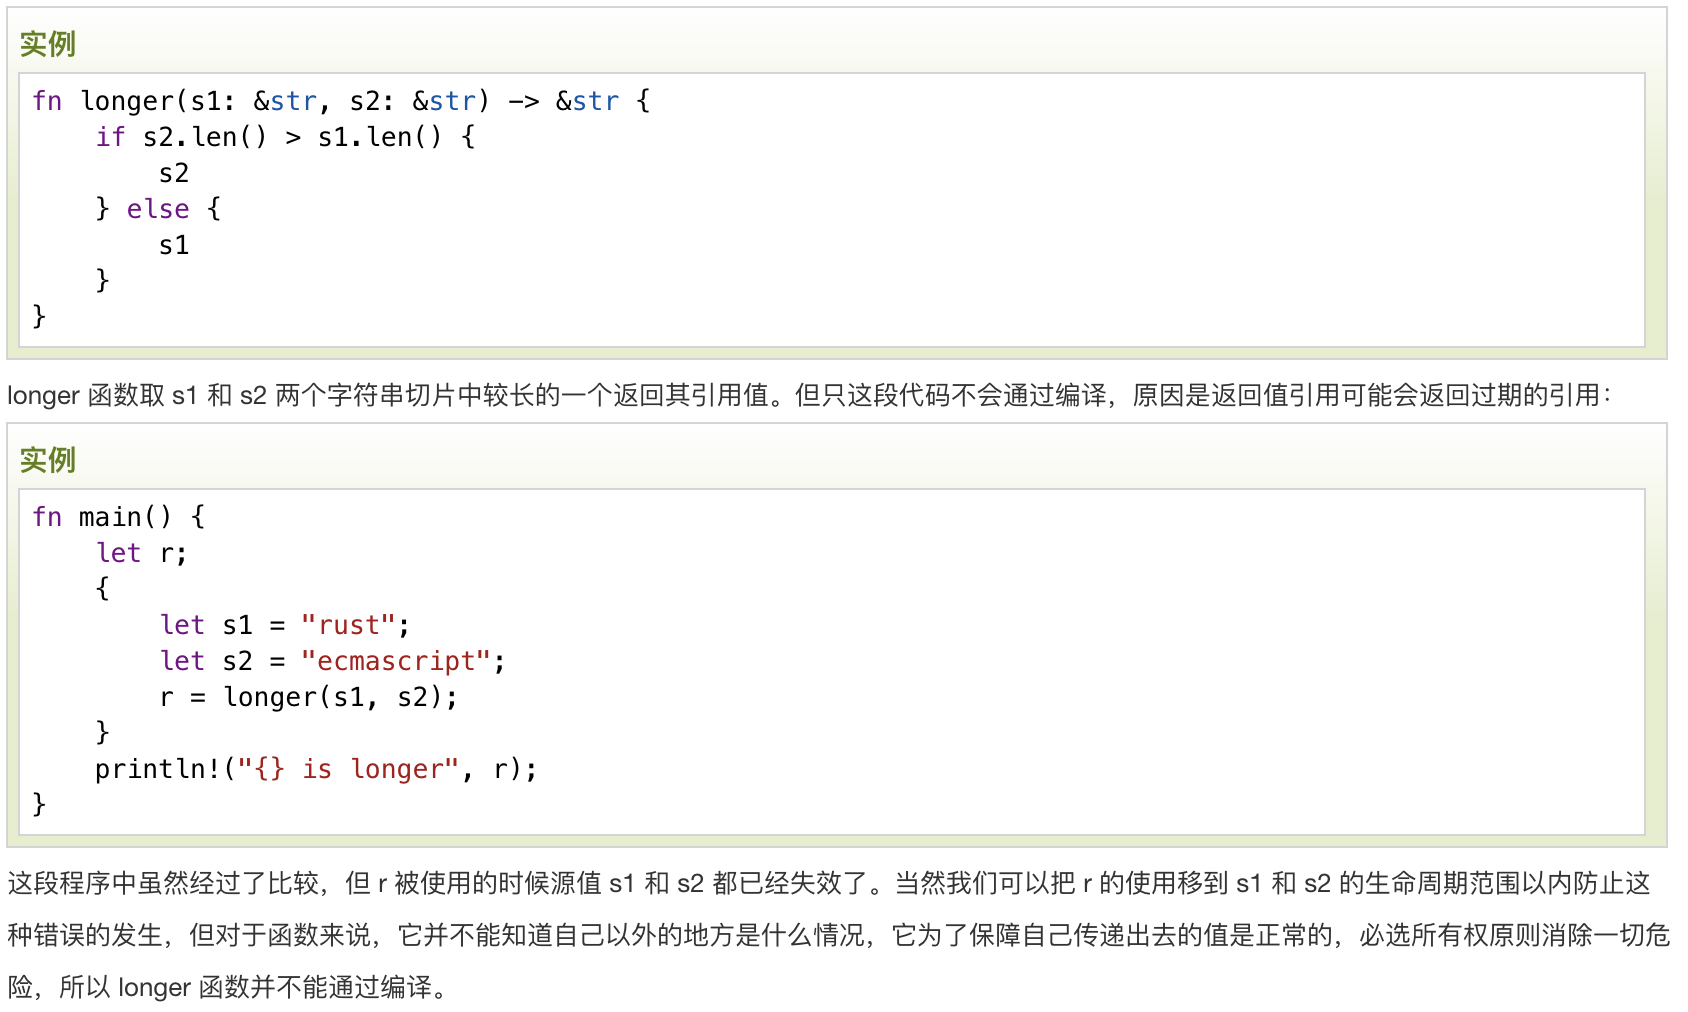 实例
fn longer(s1: &str, s2: &str) -> &str {
    if s2.len() > s1.len() {
        s2
    } else {
        s1
    }
}
longer 函数取 s1 和 s2 两个字符串切片中较长的一个返回其引用值。但只这段代码不会通过编译，原因是返回值引用可能会返回过期的引用：
实例
fn main() {
    let r;
    {
        let s1 = "rust";
        let s2 = "ecmascript";
        r = longer(s1, s2);
    }
    println!("{} is longer", r);
}
这段程序中虽然经过了比较，但 r 被使用的时候源值 s1 和 s2 都已经失效了。当然我们可以把 r 的使用移到 s1 和 s2 的生命周期范围以内防止这
种错误的发生，但对于函数来说，它并不能知道自己以外的地方是什么情况，它为了保障自己传递出去的值是正常的，必选所有权原则消除一切危
险，所以 longer 函数并不能通过编译。